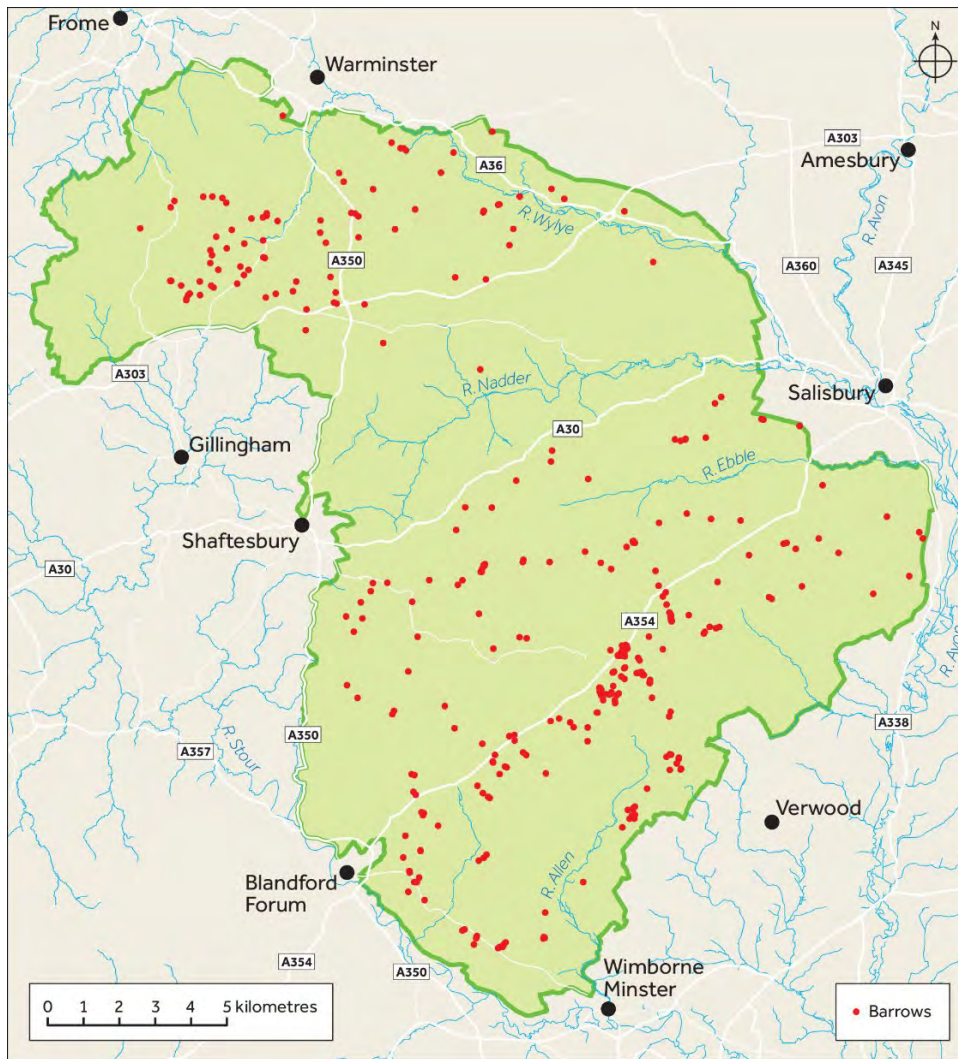 Frome
Warminster
N
A303
Amesbury
A36
R.Wylye
R.Avon
A350
A360
A345
A303
R.Nadder
Salisbury
A30
Gillingham
R.Ebble
Shaftesbury
A30
A354
R.Avon
A350
A338
R.Stour
A357
Verwood
R.Allen
Blandford
Forum
A354
A350
Wimborne
Minster
0 1 2 3 4 5 kilometres
Barrows